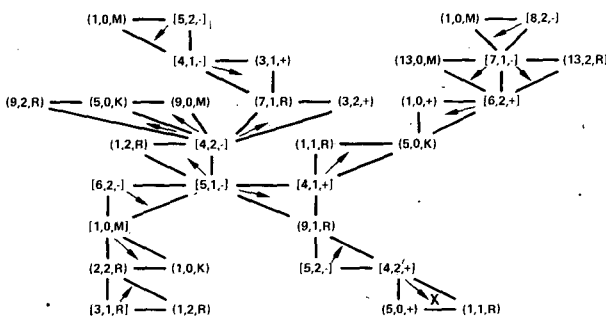 (1,0,M) [5,2,-] (1,0,M) [8,2,-]
[4,1,-] (3,1,+) (13,0,M) [7,1,-] (13,2,R)
(9,2,R) (5,0,K) (9,0,M) (7,1,R) (3,2,+) (1,0,+) [6,2,+]
(1,2,R) [4,2,-] (1,1,R) (5,0,K)
[6,2,-] [5,1,-] [4,1,+]
[1,0,M] (9,1,R)
(2,2,R) (1,0,K) [5,2,-] [4,2,+]
[3,1,R] (1,2,R) (5,0,+) X (1,1,R)